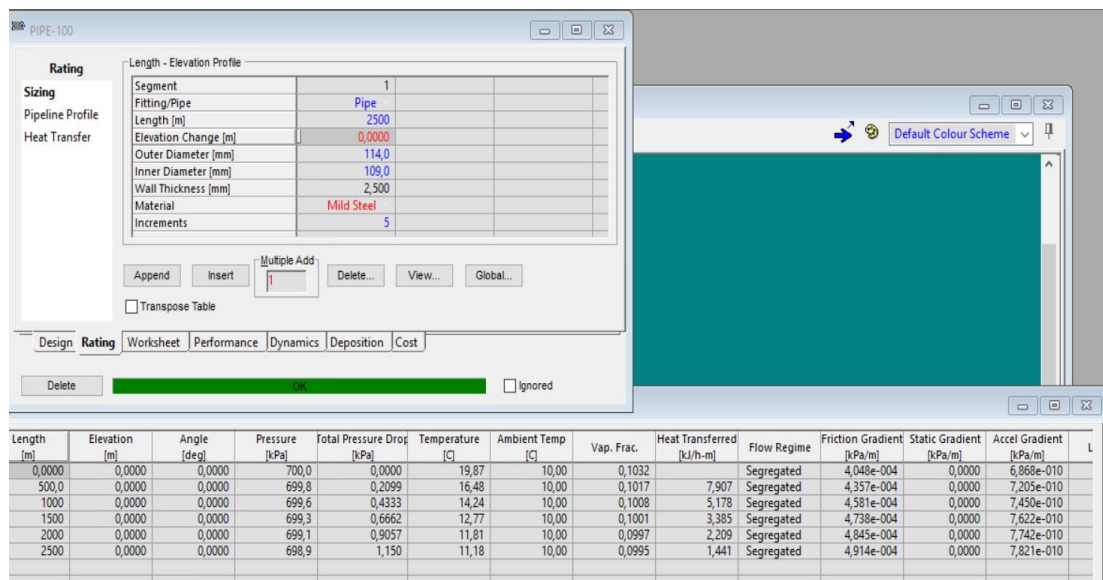 PIPE-100
Rating
Sizing
Pipeline Profile
Heat Transfer
Length - Elevation Profile
Segment 1
Fitting/Pipe Pipe
Length [m] 2500
Elevation Change [m] 0,0000
Outer Diameter [mm] 114,0
Inner Diameter [mm] 109,0
Wall Thickness [mm] 2,500
Material Mild Steel
Increments 5
Append Insert Multiple Add 1 Delete... View... Global...
Transpose Table
Design Rating Worksheet Performance Dynamics Deposition Cost
Delete OK Ignored
Default Colour Scheme
Length Elevation Angle Pressure Total Pressure Drop Temperature Ambient Temp Vap. Frac. Heat Transferred Flow Regime Friction Gradient Static Gradient Accel Gradient L
[m] [m] [deg] [kPa] [kPa] [C] [C] [kJ/h-m] [kPa/m] [kPa/m] [kPa/m]
0,0000 0,0000 0,0000 700,0 0,0000 19,87 10,00 0,1032 Segregated 4,048e-004 0,0000 6,868e-010
500,0 0,0000 0,0000 699,8 0,2099 16,48 10,00 0,1017 7,907 Segregated 4,357e-004 0,0000 7,205e-010
1000 0,0000 0,0000 699,6 0,4333 14,24 10,00 0,1008 5,178 Segregated 4,581e-004 0,0000 7,450e-010
1500 0,0000 0,0000 699,3 0,6662 12,77 10,00 0,1001 3,385 Segregated 4,738e-004 0,0000 7,622e-010
2000 0,0000 0,0000 699,1 0,9057 11,81 10,00 0,0997 2,209 Segregated 4,845e-004 0,0000 7,742e-010
2500 0,0000 0,0000 698,9 1,150 11,18 10,00 0,0995 1,441 Segregated 4,914e-004 0,0000 7,821e-010